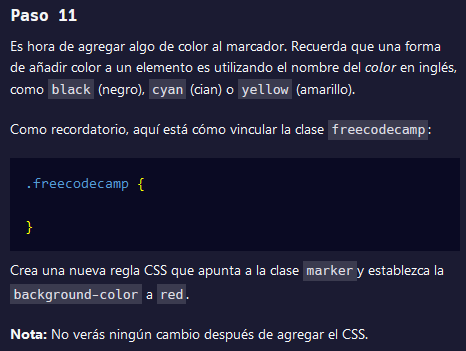 Paso 11
Es hora de agregar algo de color al marcador. Recuerda que una forma
de añadir color a un elemento es utilizando el nombre del color en inglés,
como black (negro), cyan (cian) o yellow (amarillo).
Como recordatorio, aquí está cómo vincular la clase freecodecamp:
.freecodecamp {
}
Crea una nueva regla CSS que apunta a la clase marker y establezca la
background-color a red.
Nota: No verás ningún cambio después de agregar el CSS.